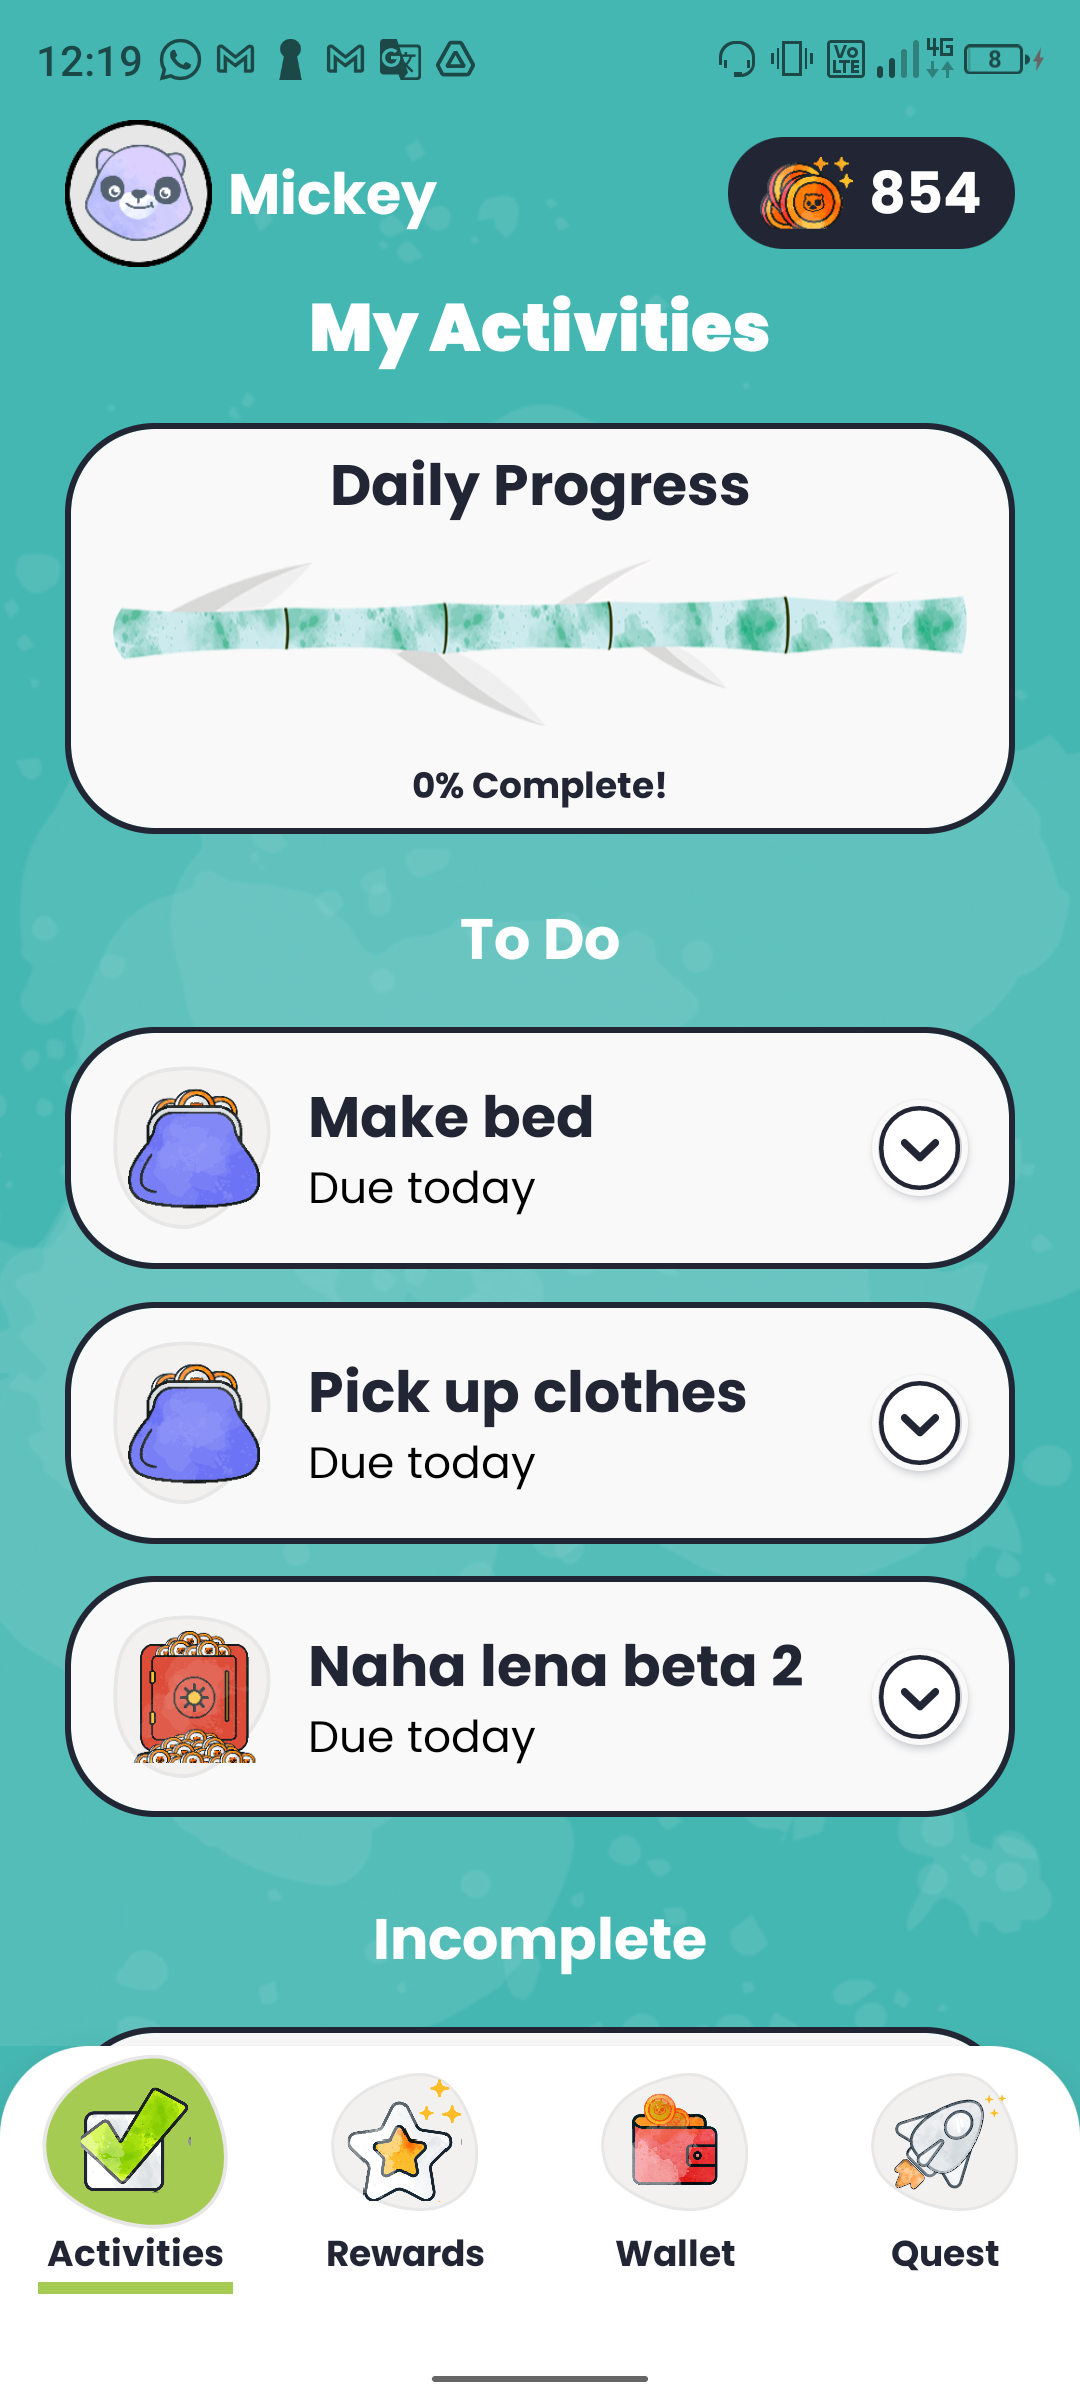 12:19
Vo LTE
4G
8
Mickey
854
My Activities
Daily Progress
0% Complete!
To Do
Make bed
Due today
Pick up clothes
Due today
Naha lena beta 2
Due today
Incomplete
Activities
Rewards
Wallet
Quest